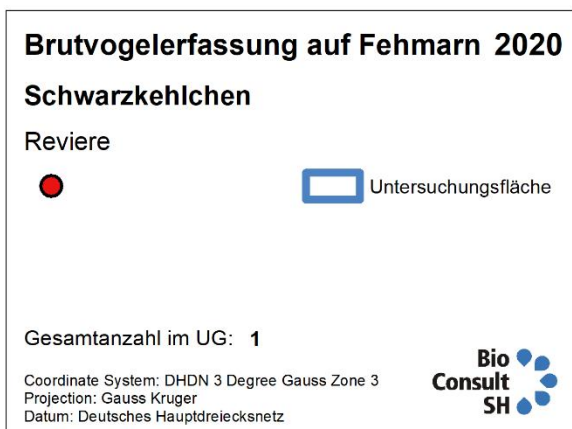 Brutvogelerfassung auf Fehmarn 2020
Schwarzkehlchen
Reviere
Untersuchungsfläche
Gesamtanzahl im UG: 1
Coordinate System: DHDN 3 Degree Gauss Zone 3
Projection: Gauss Kruger
Datum: Deutsches Hauptdreiecksnetz
Bio
Consult
SH